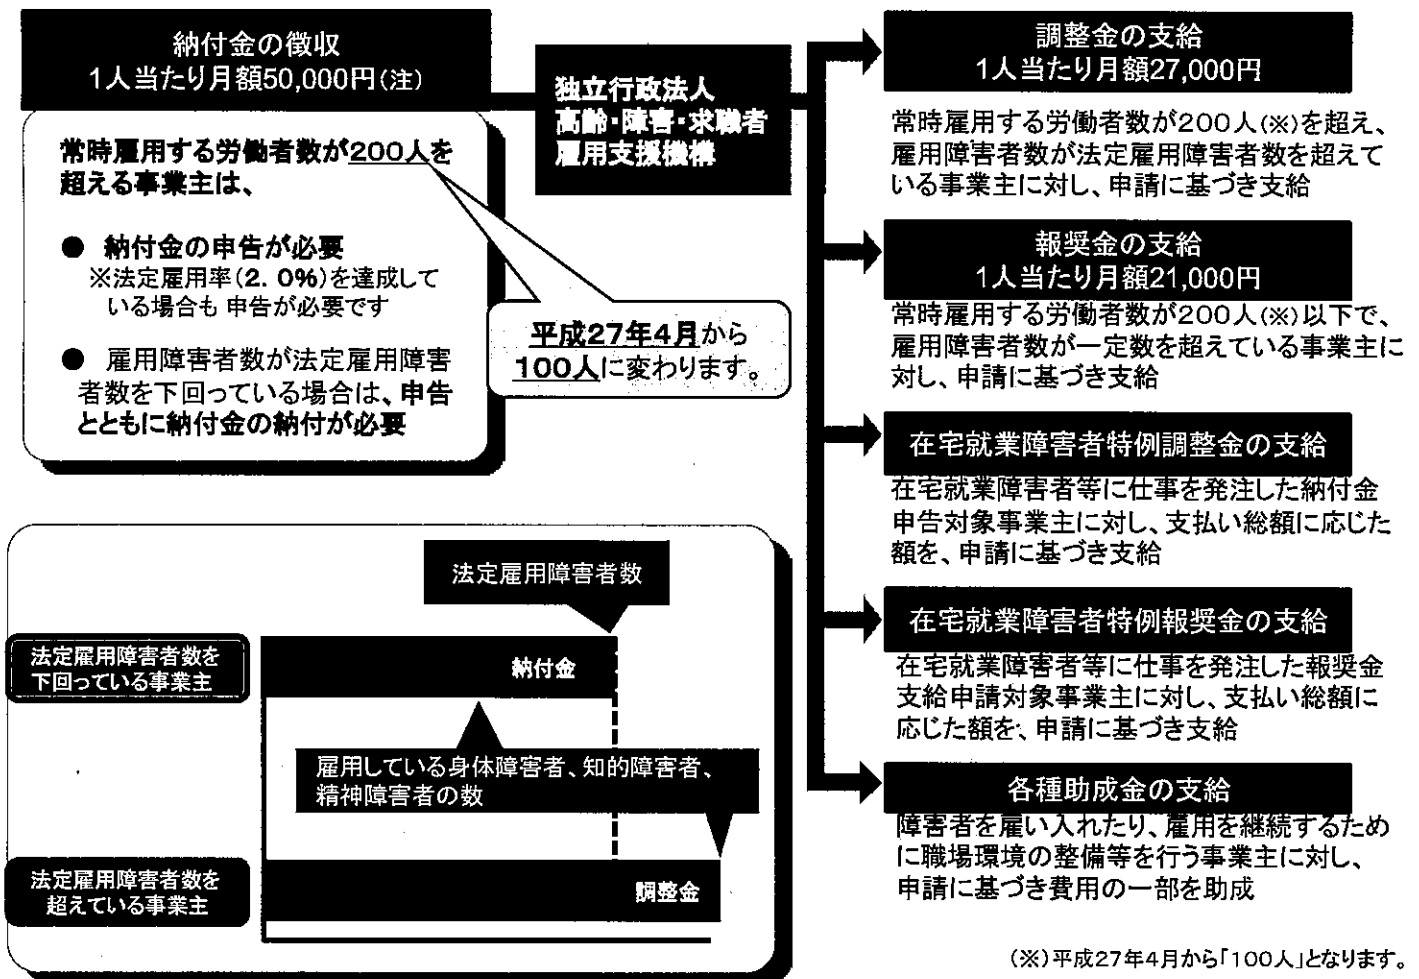 納付金の徴収
1人当たり月額50,000円(注)
常時雇用する労働者数が200人を
超える事業主は、
● 納付金の申告が必要
※法定雇用率(2.0%)を達成して
いる場合も 申告が必要です
● 雇用障害者数が法定雇用障害
者数を下回っている場合は、申告
とともに納付金の納付が必要
平成27年4月から
100人に変わります。
独立行政法人
高齢・障害・求職者
雇用支援機構
調整金の支給
1人当たり月額27,000円
常時雇用する労働者数が200人(※)を超え、
雇用障害者数が法定雇用障害者数を超えて
いる事業主に対し、申請に基づき支給
報奨金の支給
1人当たり月額21,000円
常時雇用する労働者数が200人(※)以下で、
雇用障害者数が一定数を超えている事業主に
対し、申請に基づき支給
在宅就業障害者特例調整金の支給
在宅就業障害者等に仕事を発注した納付金
申告対象事業主に対し、支払い総額に応じた
額を、申請に基づき支給
在宅就業障害者特例報奨金の支給
在宅就業障害者等に仕事を発注した報奨金
支給申請対象事業主に対し、支払い総額に
応じた額を、申請に基づき支給
各種助成金の支給
障害者を雇い入れたり、雇用を継続するため
に職場環境の整備等を行う事業主に対し、
申請に基づき費用の一部を助成
法定雇用障害者数
法定雇用障害者数を
下回っている事業主
納付金
雇用している身体障害者、知的障害者、
精神障害者の数
法定雇用障害者数を
超えている事業主
調整金
(※)平成27年4月から「100人」となります。